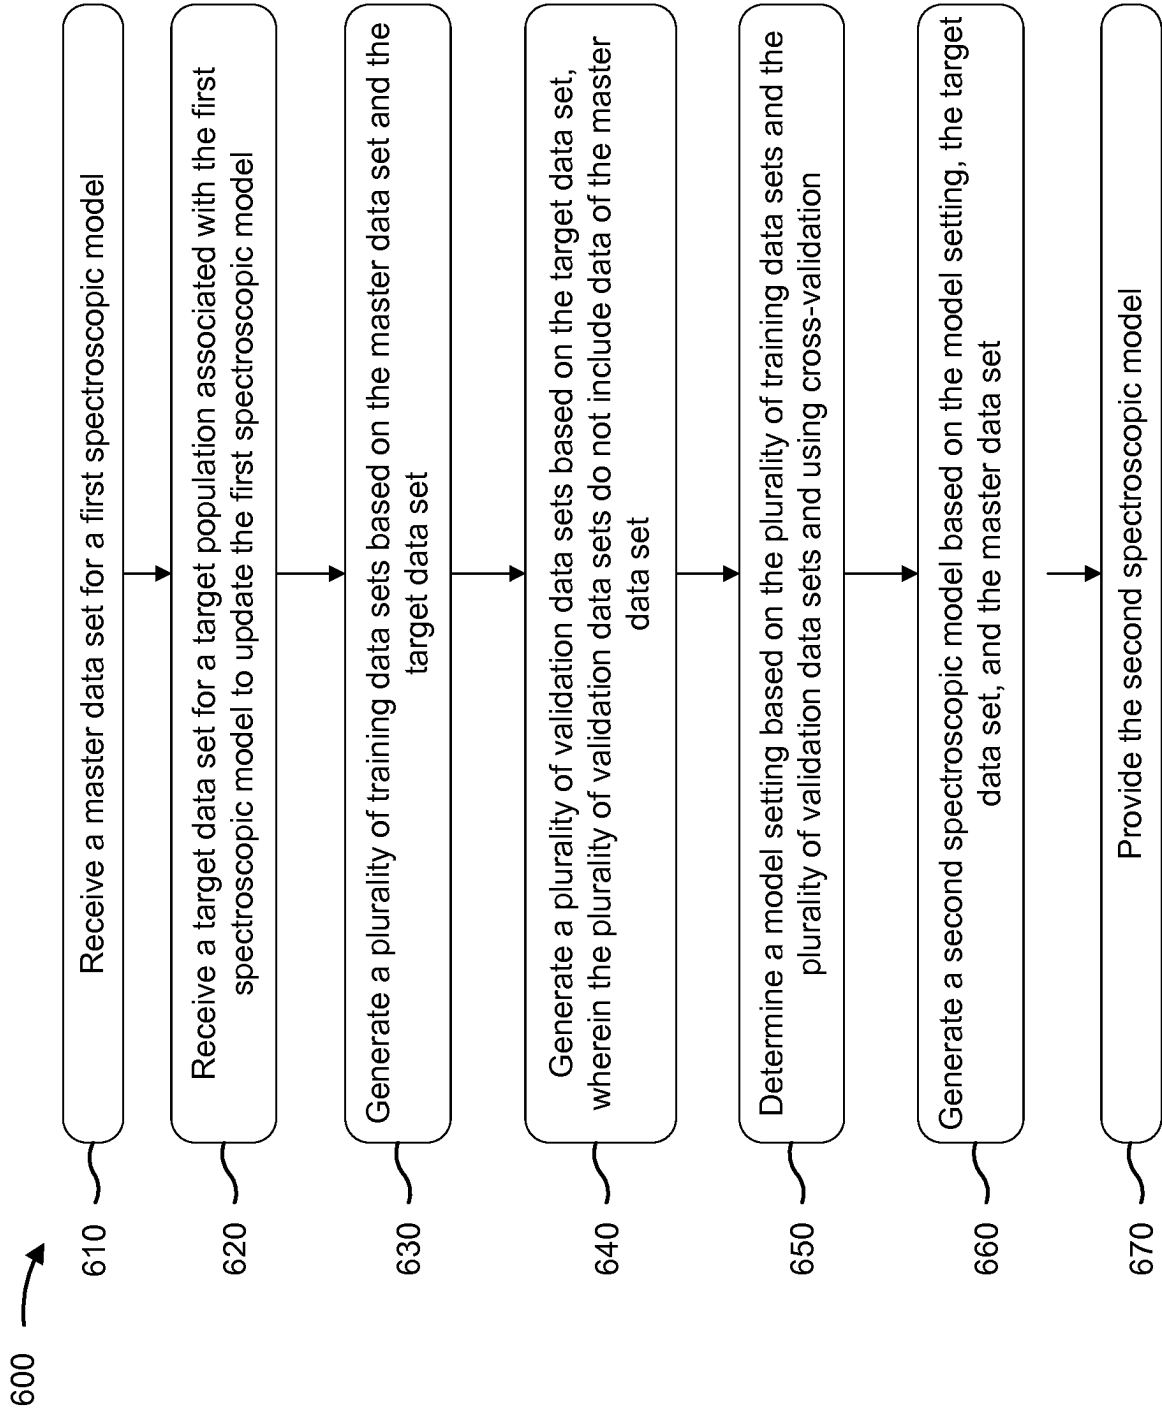 600
610
Receive a master data set for a first spectroscopic model
620
Receive a target data set for a target population associated with the first
spectroscopic model to update the first spectroscopic model
630
Generate a plurality of training data sets based on the master data set and the
target data set
640
Generate a plurality of validation data sets based on the target data set,
wherein the plurality of validation data sets do not include data of the master
data set
650
Determine a model setting based on the plurality of training data sets and the
plurality of validation data sets and using cross-validation
660
Generate a second spectroscopic model based on the model setting, the target
data set, and the master data set
670
Provide the second spectroscopic model